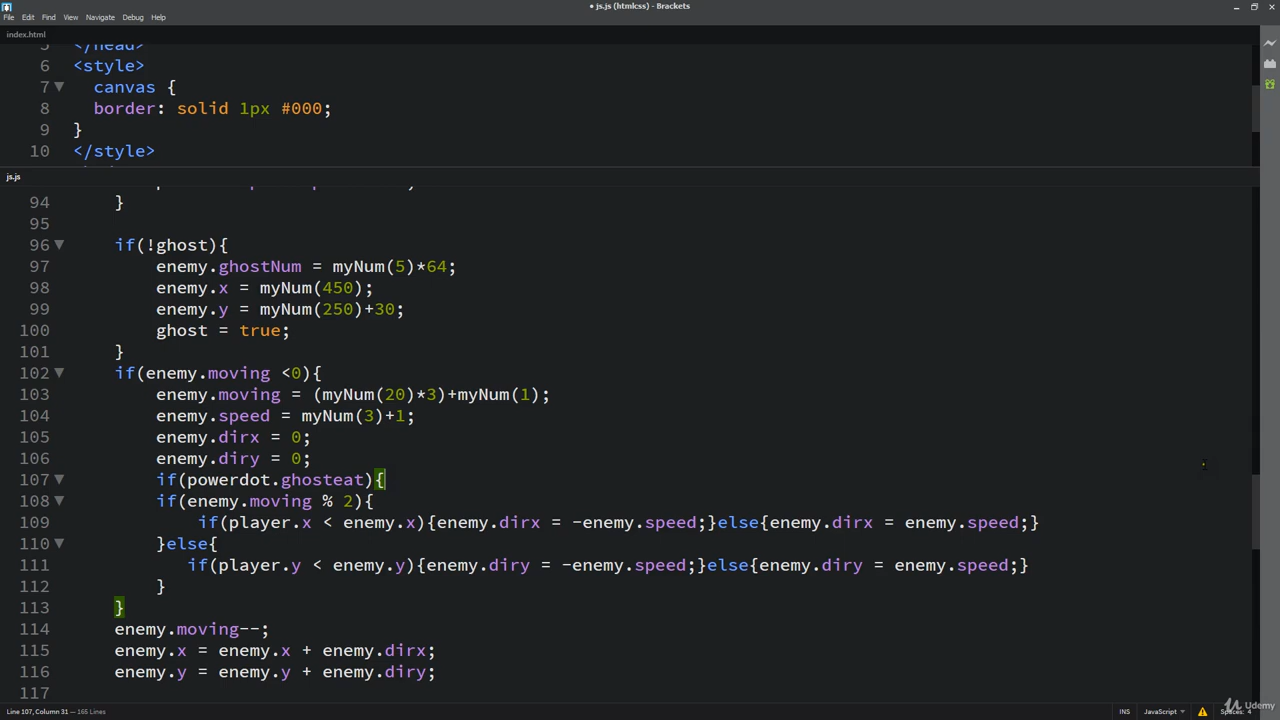 • js.js (htmlcss) - Brackets
File Edit Find View Navigate Debug Help
index.html
5 </head>
6 <style>
7 canvas {
8 border: solid 1px #000;
9 }
10 </style>
js.js
94 }
95
96 if(!ghost){
97 enemy.ghostNum = myNum(5)*64;
98 enemy.x = myNum(450);
99 enemy.y = myNum(250)+30;
100 ghost = true;
101 }
102 if(enemy.moving <0){
103 enemy.moving = (myNum(20)*3)+myNum(1);
104 enemy.speed = myNum(3)+1;
105 enemy.dirx = 0;
106 enemy.diry = 0;
107 if(powerdot.ghosteat){
108 if(enemy.moving % 2){
109 if(player.x < enemy.x){enemy.dirx = -enemy.speed;}else{enemy.dirx = enemy.speed;}
110 }else{
111 if(player.y < enemy.y){enemy.diry = -enemy.speed;}else{enemy.diry = enemy.speed;}
112 }
113 }
114 enemy.moving--;
115 enemy.x = enemy.x + enemy.dirx;
116 enemy.y = enemy.y + enemy.diry;
117
Line 107, Column 31 — 165 Lines
INS JavaScript Spaces: 4
Udemy